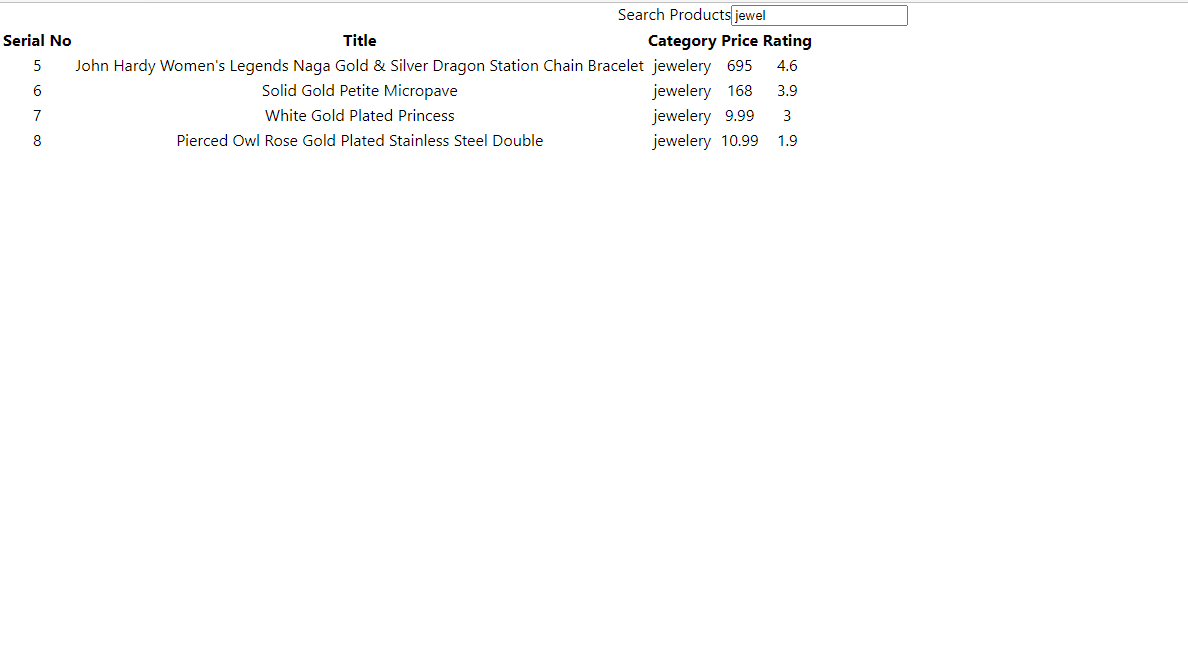 Search Products jewel
Serial No Title Category Price Rating
5 John Hardy Women's Legends Naga Gold & Silver Dragon Station Chain Bracelet jewelery 695 4.6
6 Solid Gold Petite Micropave jewelery 168 3.9
7 White Gold Plated Princess jewelery 9.99 3
8 Pierced Owl Rose Gold Plated Stainless Steel Double jewelery 10.99 1.9